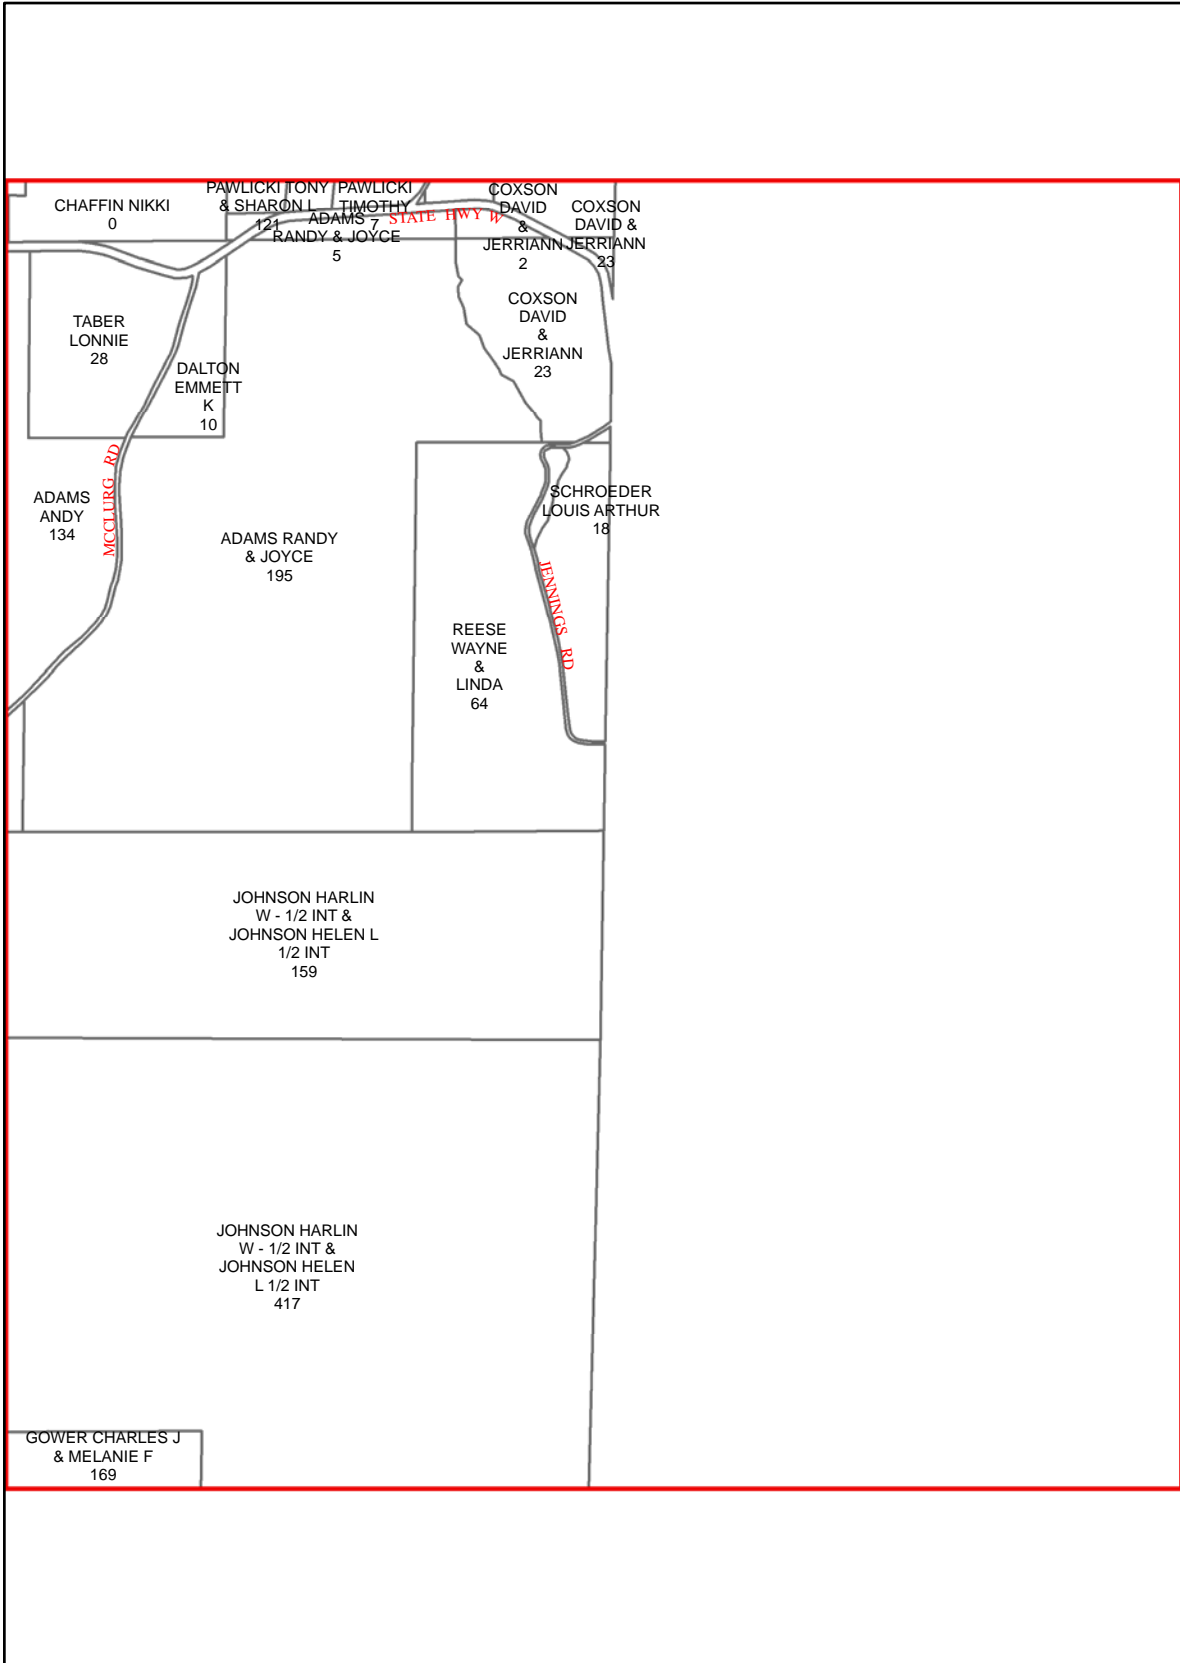 CHAFFIN NIKKI
0
PAWLICKI TONY
& SHARON L
121
PAWLICKI
TIMOTHY
7
ADAMS
RANDY & JOYCE
5
STATE HWY W
COXSON
DAVID
&
JERRIANN
2
COXSON
DAVID &
JERRIANN
23
TABER
LONNIE
28
DALTON
EMMETT
K
10
COXSON
DAVID
&
JERRIANN
23
ADAMS
ANDY
134
MCCLURG RD
ADAMS RANDY
& JOYCE
195
SCHROEDER
LOUIS ARTHUR
18
JENNINGS RD
REESE
WAYNE
&
LINDA
64
JOHNSON HARLIN
W - 1/2 INT &
JOHNSON HELEN L
1/2 INT
159
JOHNSON HARLIN
W - 1/2 INT &
JOHNSON HELEN
L 1/2 INT
417
GOWER CHARLES J
& MELANIE F
169